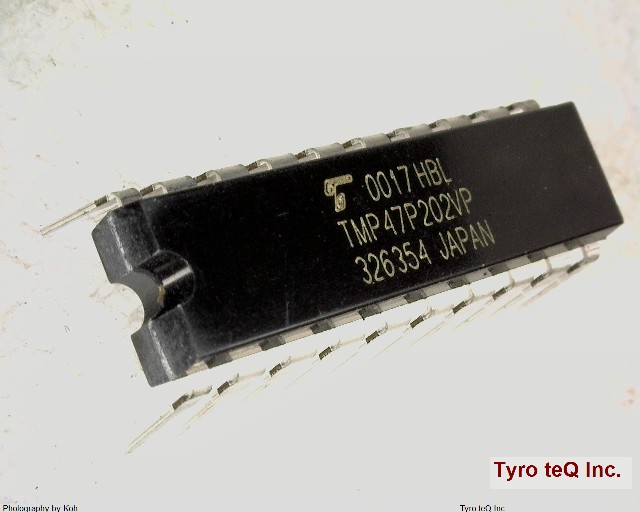 0017 HBL
TMP47P202VP
326354 JAPAN
Tyro teQ Inc.
Photography by Koh
Tyro teQ Inc